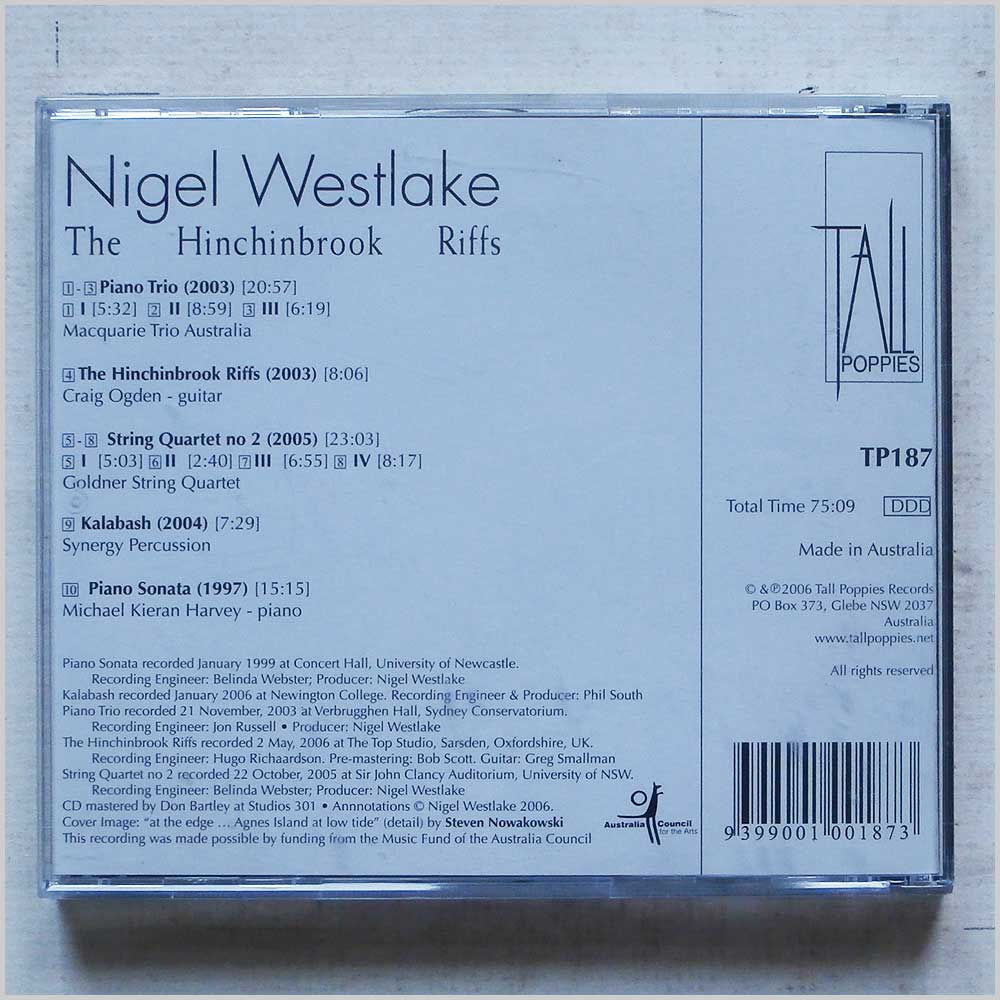 Nigel Westlake
The Hinchinbrook Riffs
1 - 3 Piano Trio (2003) [20:57]
1 I [5:32] 2 II [8:59] 3 III [6:19]
Macquarie Trio Australia
4 The Hinchinbrook Riffs (2003) [8:06]
Craig Ogden - guitar
5 - 8 String Quartet no 2 (2005) [23:03]
5 I [5:03] 6 II [2:40] 7 III [6:55] 8 IV [8:17]
Goldner String Quartet
9 Kalabash (2004) [7:29]
Synergy Percussion
10 Piano Sonata (1997) [15:15]
Michael Kieran Harvey - piano
Piano Sonata recorded January 1999 at Concert Hall, University of Newcastle.
Recording Engineer: Belinda Webster; Producer: Nigel Westlake
Kalabash recorded January 2006 at Newington College. Recording Engineer & Producer: Phil South
Piano Trio recorded 21 November, 2003 at Verbrugghen Hall, Sydney Conservatorium.
Recording Engineer: Jon Russell • Producer: Nigel Westlake
The Hinchinbrook Riffs recorded 2 May, 2006 at The Top Studio, Sarsden, Oxfordshire, UK.
Recording Engineer: Hugo Richaardson. Pre-mastering: Bob Scott. Guitar: Greg Smallman
String Quartet no 2 recorded 22 October, 2005 at Sir John Clancy Auditorium, University of NSW.
Recording Engineer: Belinda Webster; Producer: Nigel Westlake
CD mastered by Don Bartley at Studios 301 • Annnotations © Nigel Westlake 2006.
Cover Image: “at the edge ... Agnes Island at low tide” (detail) by Steven Nowakowski
This recording was made possible by funding from the Music Fund of the Australia Council
Australia Council
for the Arts
TALL
POPPIES
TP187
Total Time 75:09 DDD
Made in Australia
© &℗2006 Tall Poppies Records
PO Box 373, Glebe NSW 2037
Australia
www.tallpoppies.net
All rights reserved
9 399001 001873